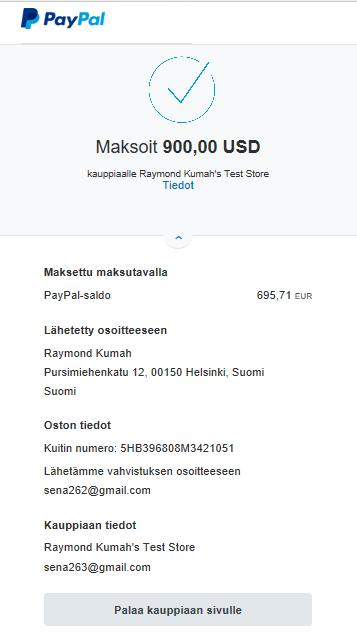 PayPal
Maksoit 900,00 USD
kauppiaalle Raymond Kumah's Test Store
Tiedot
Maksettu maksutavalla
PayPal-saldo 695,71 EUR
Lähetetty osoitteeseen
Raymond Kumah
Pursimiehenkatu 12, 00150 Helsinki, Suomi
Suomi
Oston tiedot
Kuitin numero: 5HB396808M3421051
Lähetämme vahvistuksen osoitteeseen
sena262@gmail.com
Kauppiaan tiedot
Raymond Kumah's Test Store
sena263@gmail.com
Palaa kauppiaan sivulle